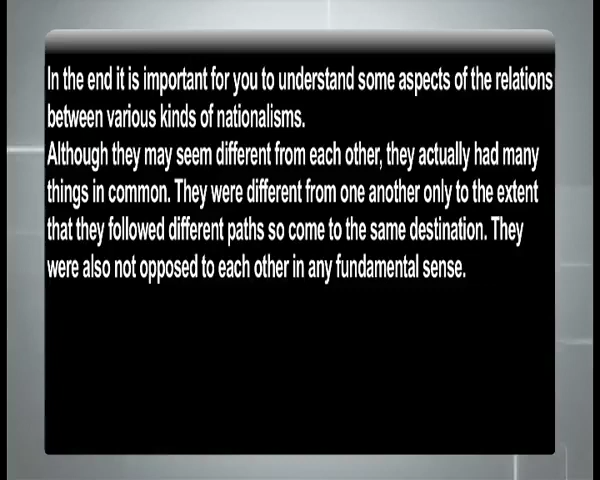 In the end it is important for you to understand some aspects of the relations
between various kinds of nationalisms.
Although they may seem different from each other, they actually had many
things in common. They were different from one another only to the extent
that they followed different paths so come to the same destination. They
were also not opposed to each other in any fundamental sense.